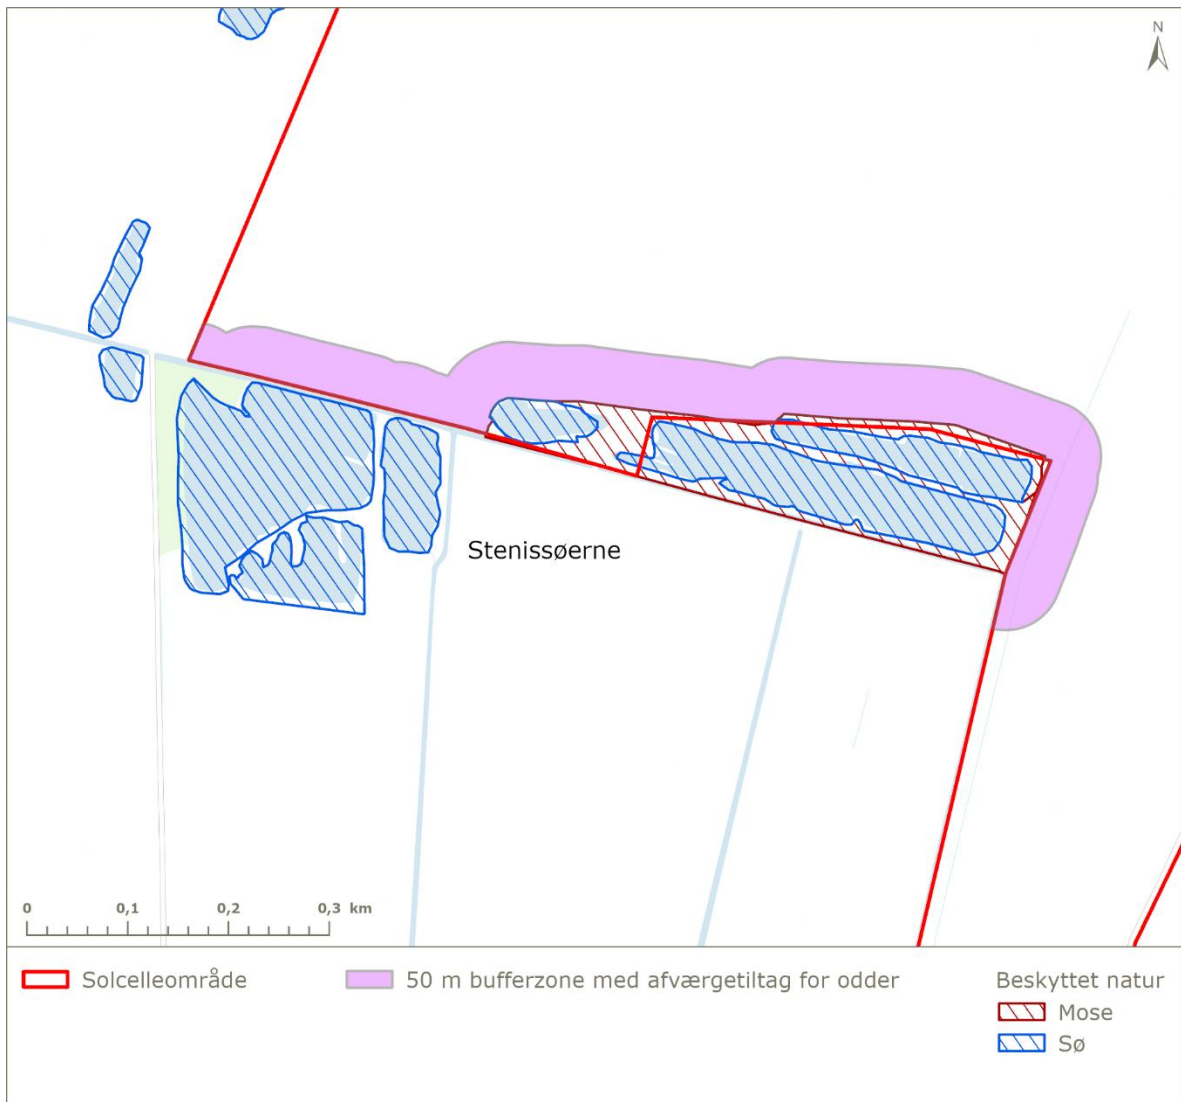 N
Stenissøerne
0 0,1 0,2 0,3 km
Solcelleområde
50 m bufferzone med afværgetiltag for odder
Beskyttet natur
Mose
Sø